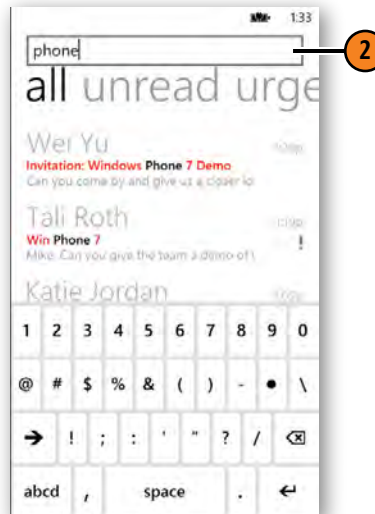 1:33
phone
2
all unread urge
Wei Yu
Invitation: Windows Phone 7 Demo
Can you come by and give us a closer lo
Tali Roth
Win Phone 7
!
Mike, Can you give the team a demo of t
Katie Jordan
1 2 3 4 5 6 7 8 9 0
@ # $ % & ( ) - \
! ; : ' " ? /
abcd , space .